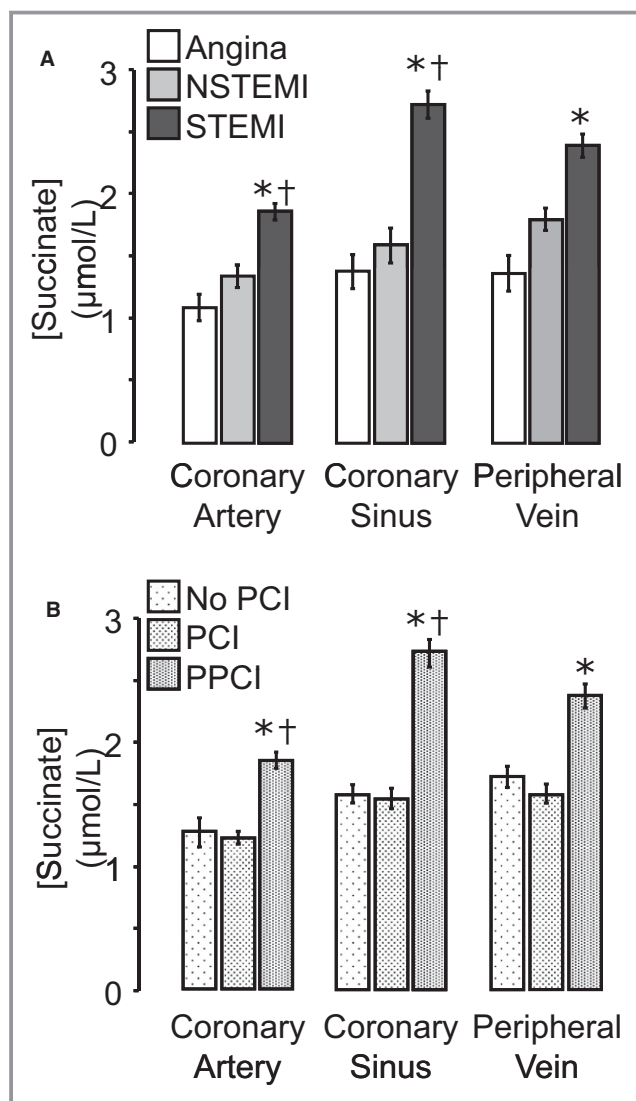 A
Angina
NSTEMI
STEMI
3
2
1
0
[Succinate]
(µmol/L)
*†
*†
*
Coronary Artery
Coronary Sinus
Peripheral Vein
B
No PCI
PCI
PPCI
3
2
1
0
[Succinate]
(µmol/L)
*†
*†
*
Coronary Artery
Coronary Sinus
Peripheral Vein